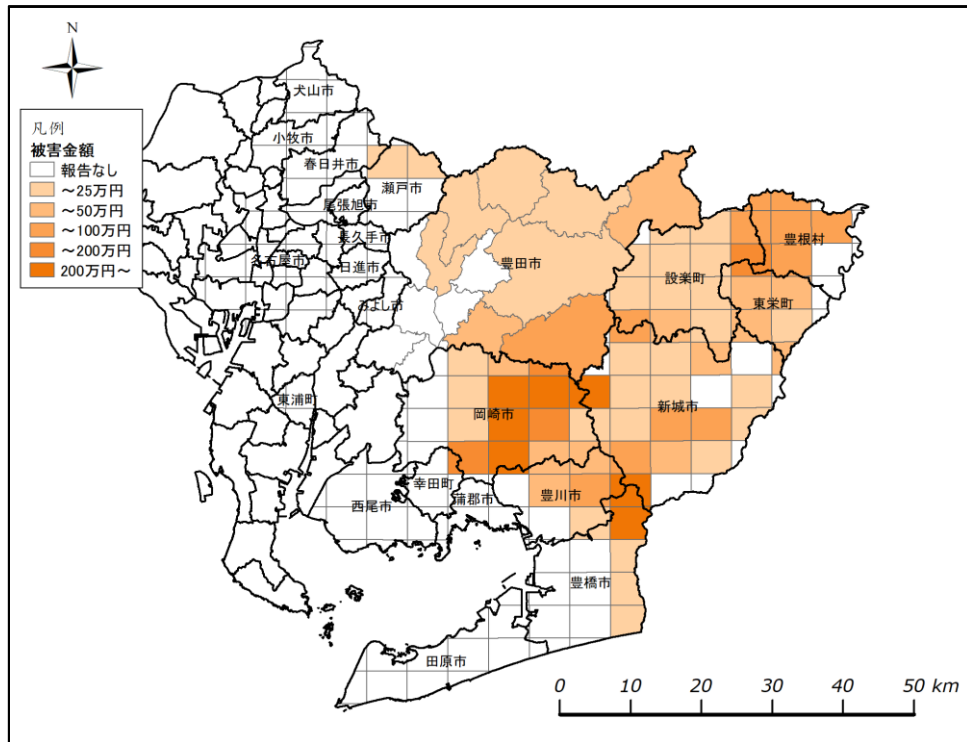 N
凡例
被害金額
報告なし
～25万円
～50万円
～100万円
～200万円
200万円～
犬山市
小牧市
春日井市
瀬戸市
尾張旭市
長久手市
名古屋市
日進市
みよし市
豊田市
設楽町
豊根村
東栄町
東浦町
岡崎市
新城市
西尾市
幸田町
蒲郡市
豊川市
豊橋市
田原市
0 10 20 30 40 50 km